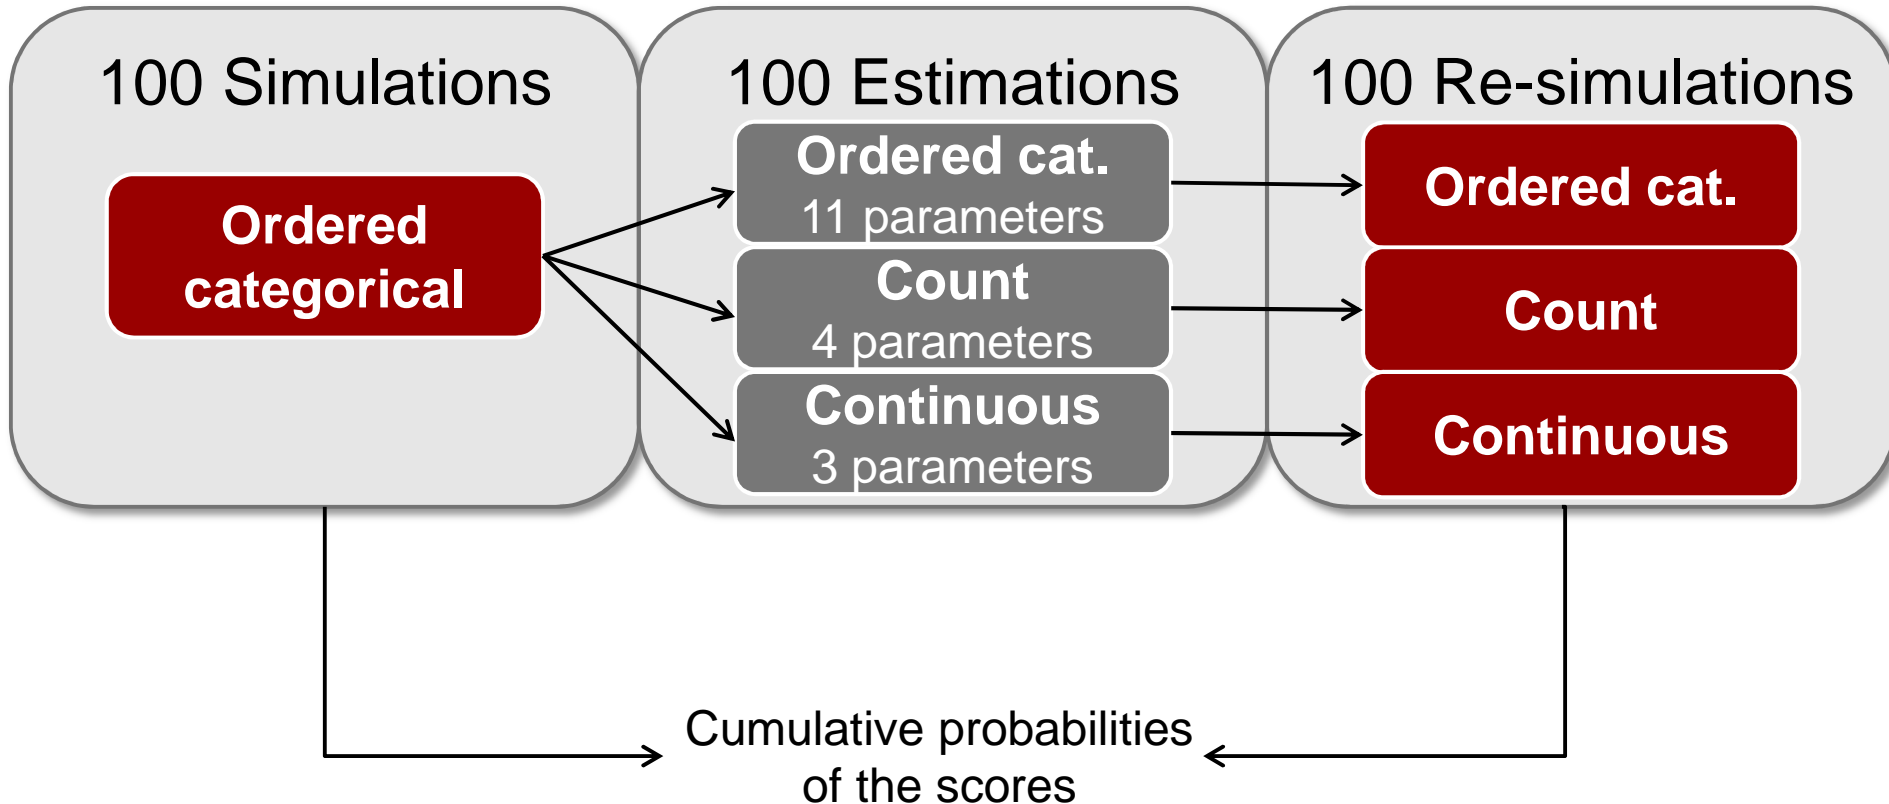 100 Simulations
Ordered
categorical
100 Estimations
Ordered cat.
11 parameters
Count
4 parameters
Continuous
3 parameters
100 Re-simulations
Ordered cat.
Count
Continuous
Cumulative probabilities
of the scores